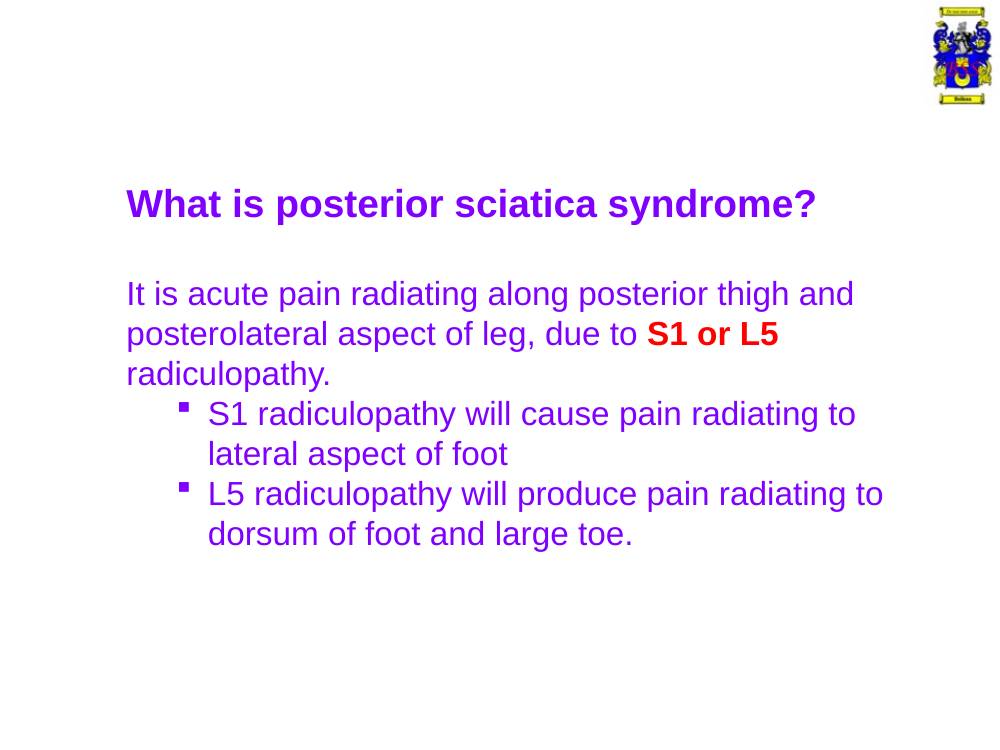 What is posterior sciatica syndrome?
It is acute pain radiating along posterior thigh and
posterolateral aspect of leg, due to S1 or L5
radiculopathy.
▪ S1 radiculopathy will cause pain radiating to
lateral aspect of foot
▪ L5 radiculopathy will produce pain radiating to
dorsum of foot and large toe.